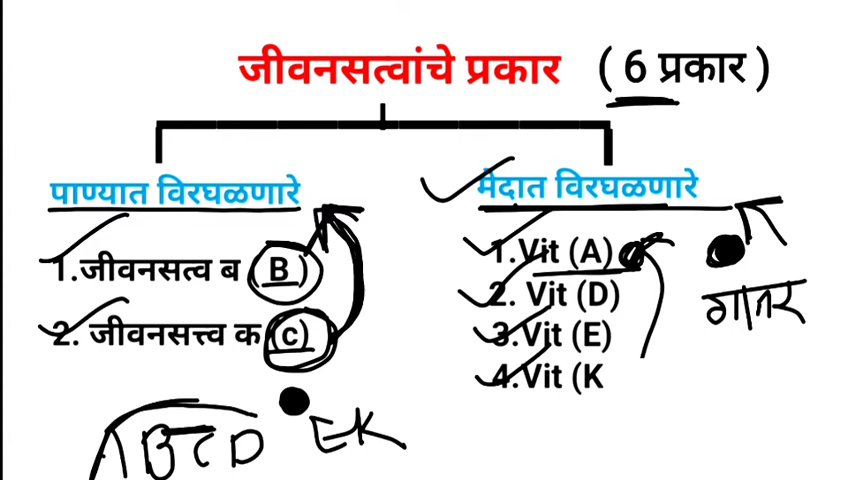 जीवनसत्वांचे प्रकार ( 6 प्रकार )
पाण्यात विरघळणारे
1.जीवनसत्व ब ( B )
2. जीवनसत्त्व क (c)
मेदात विरघळणारे
1.Vit (A)
2. Vit (D)
3.Vit (E)
4.Vit (K
गाजर
ABCD EK